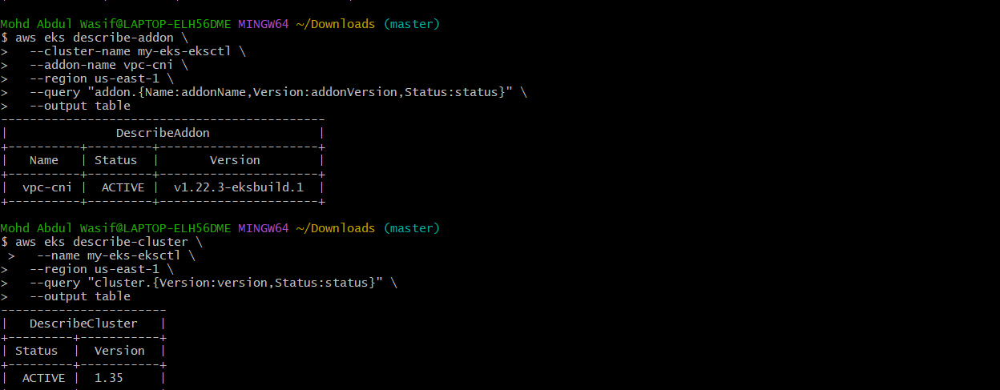 Mohd Abdul Wasif@LAPTOP-ELH56DME MINGW64 ~/Downloads (master)
$ aws eks describe-addon \
>   --cluster-name my-eks-eksctl \
>   --addon-name vpc-cni \
>   --region us-east-1 \
>   --query "addon.{Name:addonName,Version:addonVersion,Status:status}" \
>   --output table
---------------------------------------------
|               DescribeAddon               |
+----------+---------+----------------------+
|   Name   | Status  |       Version        |
+----------+---------+----------------------+
|  vpc-cni |  ACTIVE |  v1.22.3-eksbuild.1  |
+----------+---------+----------------------+
Mohd Abdul Wasif@LAPTOP-ELH56DME MINGW64 ~/Downloads (master)
$ aws eks describe-cluster \
 >   --name my-eks-eksctl \
>   --region us-east-1 \
>   --query "cluster.{Version:version,Status:status}" \
>   --output table
-----------------------
|   DescribeCluster   |
+---------+-----------+
| Status  |  Version  |
+---------+-----------+
|  ACTIVE |  1.35     |